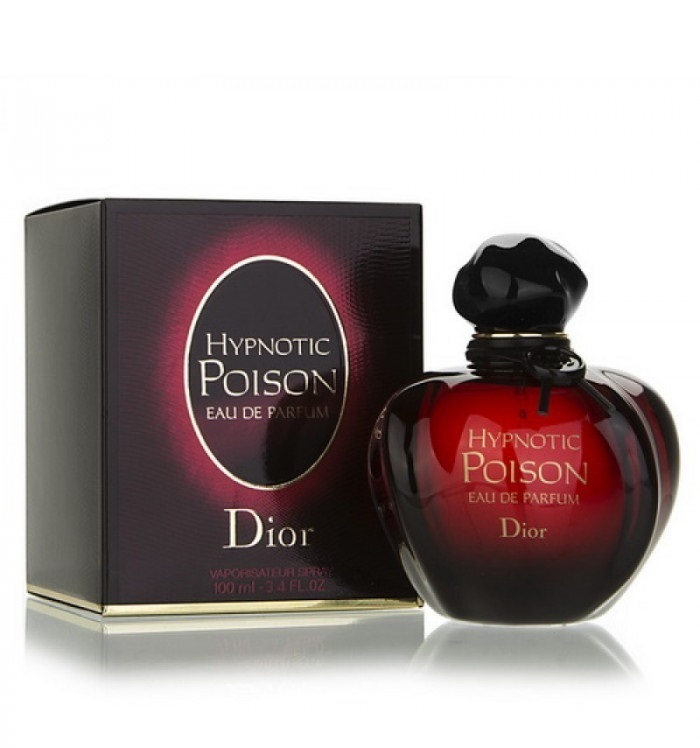 HYPNOTIC
POISON
EAU DE PARFUM
Dior
VAPORISATEUR SPRAY
100 ml - 3.4 FL.OZ
HYPNOTIC
POISON
EAU DE PARFUM
Dior